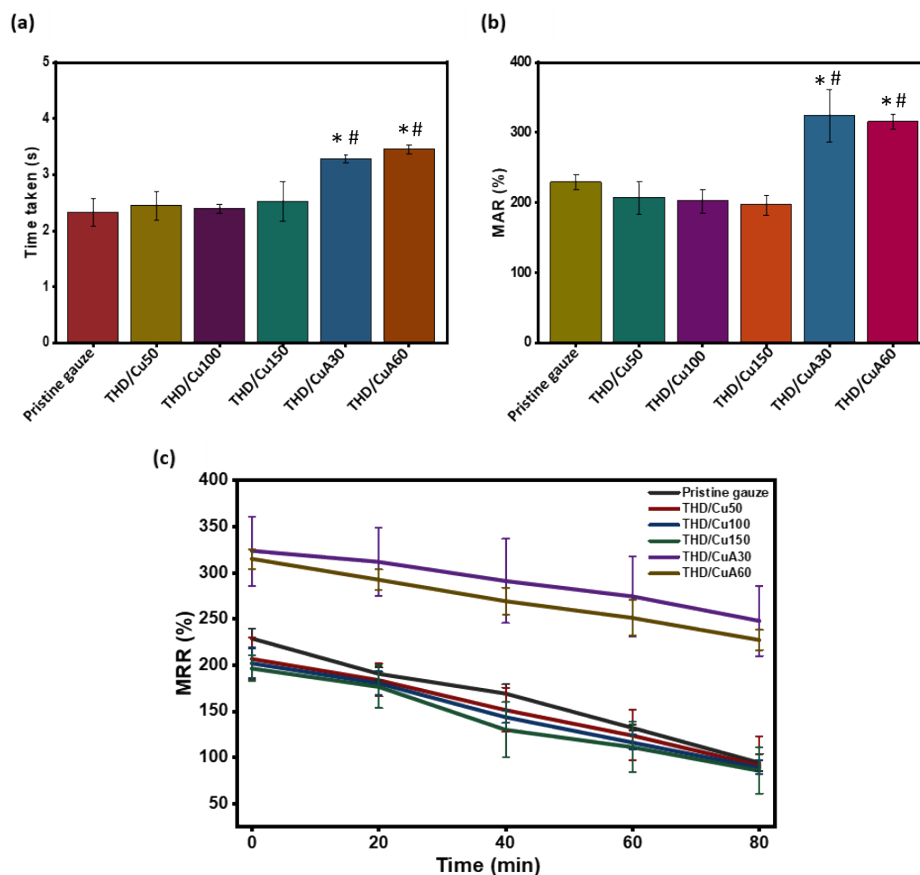 (a)
Time taken (s)
5
4
3
2
1
0
* #
* #
Pristine gauze
THD/Cu50
THD/Cu100
THD/Cu150
THD/CuA30
THD/CuA60
(b)
MAR (%)
400
300
200
100
0
* #
* #
Pristine gauze
THD/Cu50
THD/Cu100
THD/Cu150
THD/CuA30
THD/CuA60
(c)
MRR (%)
400
350
300
250
200
150
100
50
Pristine gauze
THD/Cu50
THD/Cu100
THD/Cu150
THD/CuA30
THD/CuA60
0 20 40 60 80
Time (min)